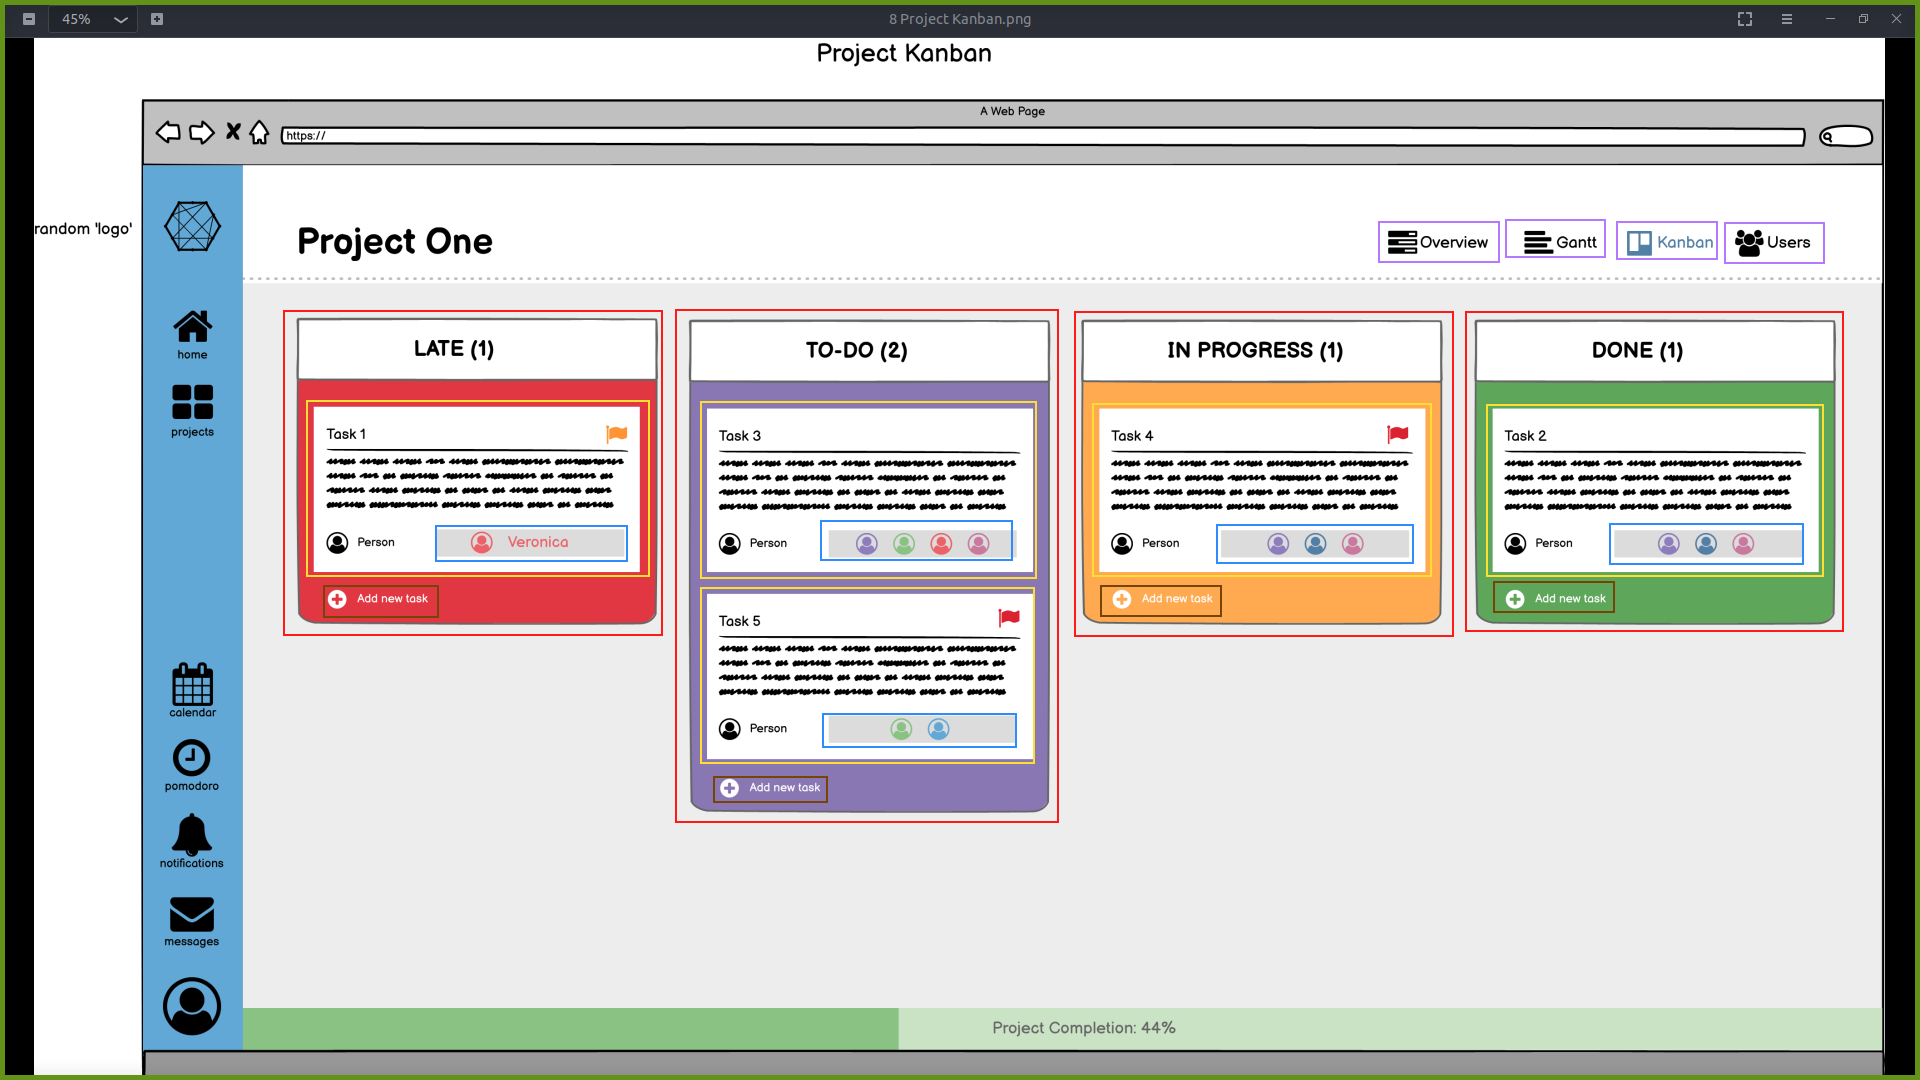 45%
8 Project Kanban.png
Project Kanban
A Web Page
https://
random 'logo'
Project One
Overview
Gantt
Kanban
Users
home
projects
calendar
pomodoro
notifications
messages
LATE (1)
Task 1
Person
Veronica
Add new task
TO-DO (2)
Task 3
Person
Task 5
Person
Add new task
IN PROGRESS (1)
Task 4
Person
Add new task
DONE (1)
Task 2
Person
Add new task
Project Completion: 44%